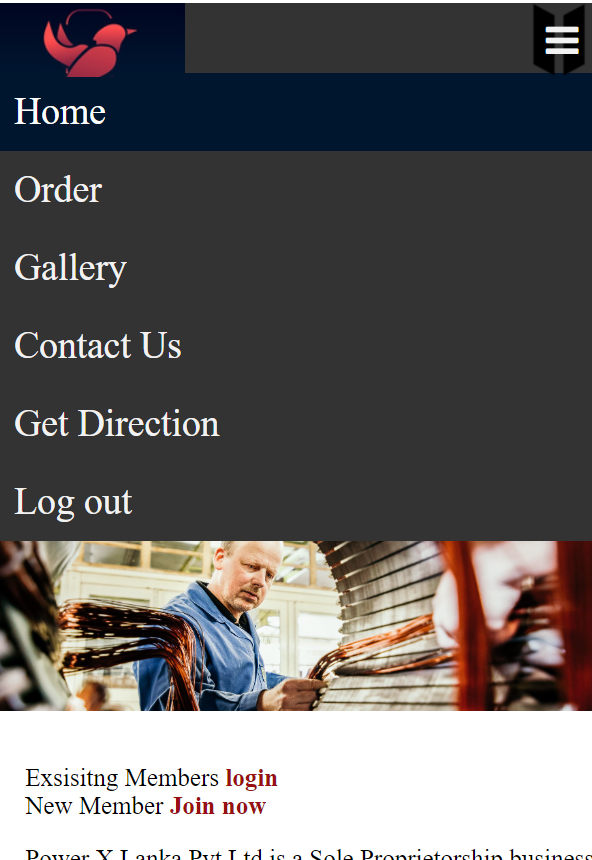 Home
Order
Gallery
Contact Us
Get Direction
Log out
Exsisitng Members login
New Member Join now
Power X Lanka Pvt Ltd is a Sole Proprietorship business